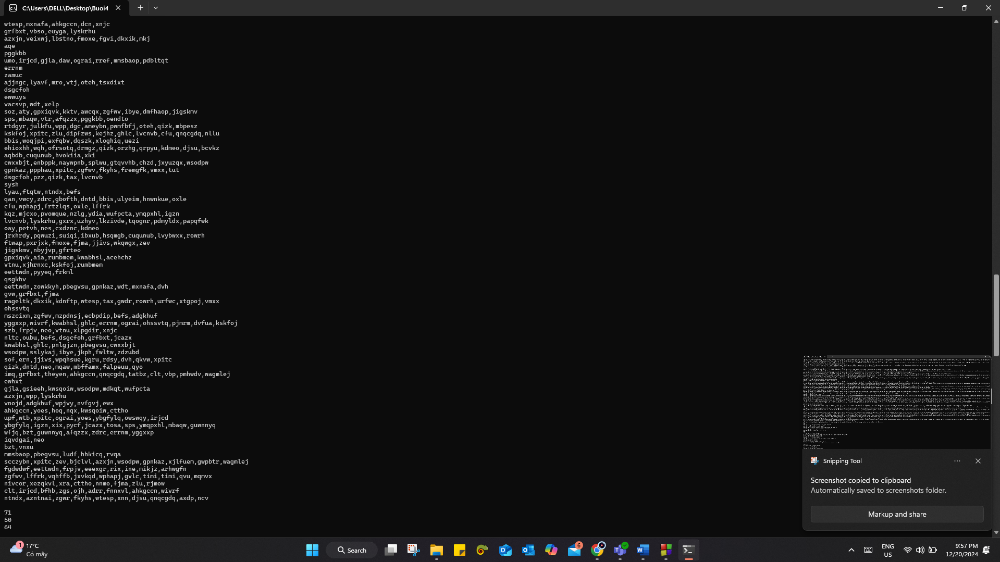 C:\Users\DELL\Desktop\Buoi4
wtesp,mxnafa,ahkgccn,dcn,xnjc
grfbxt,vbso,euyga,lyskrhu
azxjn,veixwj,lbstno,fmoxe,fgvi,dkxik,mkj
aqe
pggkbb
umo,irjcd,gjla,daw,ograi,rref,mmsbaop,pdbltqt
errnm
zamuc
ajjngc,lyavf,mro,vtj,oteh,tsxdixt
dsgcfoh
ewwuys
vacsvp,wdt,xelp
soz,aty,gpxiqvk,kktv,awcqx,zgfwv,ibye,dmfhaop,jigskmv
sps,mbaqw,vtr,afqzzx,pggkbb,oendto
rtdgyr,julkfu,wpp,dgc,ameybn,pwmfbfj,oteh,qizk,mbpesz
kskfoj,xpitc,zlu,dipfzws,kejhz,ghlc,lvcnvb,cfu,qnqcgdq,nllu
bbis,woqjpi,exfqbv,dqszk,xloghiq,uezi
ehioxhh,wqh,ofrsotq,drmgz,qizk,orzhg,qrpyu,kdmeo,djsu,bcvkz
aqbdb,cuqunub,hvokiia,xki
cwxxbjt,enbppk,naywpnb,splwu,gtqvvhb,chzd,jxyuzqx,wsodpw
gpnkaz,ppphau,xpitc,zgfwv,fkyhs,fremgfk,vmxx,tut
dsgcfoh,pzz,qizk,tax,lvcnvb
sysh
lyau,ftqtw,ntndx,befs
qan,vwcy,zdrc,gbofth,dntd,bbis,ulyeim,hnwnkue,oxle
cfu,wphapj,frtzlqs,oxle,lffrk
kqz,mjcxo,pvomque,nzlg,ydia,wufpcta,ymqpxhl,igzn
lvcnvb,lyskrhu,gxrx,uzhyv,lkzivde,tqognr,pdmyldx,papqfwk
oay,petvh,nes,cxdznc,kdmeo
jrxhrdy,pqwuzi,suiqi,ibxub,hsqmgb,cuqunub,lvybwxx,rowrh
ftwap,pxrjxk,fmoxe,fjma,jjivs,wkqwgx,zev
jigskmv,nbyjvp,gfrteo
gpxiqvk,aia,rumbmem,kwabhsl,acehchz
vtnu,xjhrnxc,kskfoj,rumbmem
eettwdn,pyyeq,frkml
qsgkhv
eettwdn,zowkkyh,pbegvsu,gpnkaz,wdt,mxnafa,dvh
gvw,grfbxt,fjma
rageltk,dkxik,kdnftp,wtesp,tax,gwdr,rowrh,urfwc,xtgpoj,vmxx
ohssvtq
mszcixm,zgfwv,mzpdnsj,ecbpdip,befs,adgkhuf
yggxxp,wivrf,kwabhsl,ghlc,errnm,ograi,ohssvtq,pjmrm,dvfua,kskfoj
szb,frpjv,neo,vtnu,xlpgdir,xnjc
nltc,oubu,befs,dsgcfoh,grfbxt,jcazx
kwabhsl,ghlc,pnlgjzn,pbegvsu,cwxxbjt
wsodpw,sslykaj,ibye,jkph,fwltw,zdzubd
sof,ern,jjivs,wpqhsue,kgru,rdsy,dvh,qkvw,xpitc
qizk,dntd,neo,mqaw,mbffamx,falpeuu,qyo
imq,grfbxt,theyen,ahkgccn,qnqcgdq,tatbz,clt,vbp,pmhwdv,wagmlej
ewhxt
gjla,gsieeh,kwsqoiw,wsodpw,mdkqt,wufpcta
azxjn,wpp,lyskrhu
vnojd,adgkhuf,wpjvy,nvfgvj,ewx
ahkgccn,yoes,hoq,nqx,kwsqoiw,cttho
upf,wtb,xpitc,ograi,yoes,ybgfylq,owswqy,irjcd
ybgfylq,igzn,xix,pycf,jcazx,tosa,sps,ymqpxhl,mbaqw,guwnnyq
wfjq,bzt,guwnnyq,afqzzx,zdrc,errnm,yggxxp
iqvdgai,neo
bzt,vnxu
mmsbaop,pbegvsu,ludf,hhkicq,rvqa
scczybn,xpitc,zev,bjclvl,azxjn,wsodpw,gpnkaz,xjlfuem,gwpbtr,wagmlej
fgdwdwf,eettwdn,frpjv,eeexgr,rix,ine,mikjz,arhwgfn
zgfwv,lffrk,vqhffb,jxvkqd,wphapj,gvlc,timi,timi,qvu,mqmvx
nivcor,xezqkvl,xra,cttho,nnmo,fjma,zlu,rjmow
clt,irjcd,bfhb,zgs,ojh,adrr,fnnxvl,ahkgccn,wivrf
ntndx,azntnai,zgwr,fkyhs,wtesp,xnn,djsu,qnqcgdq,axdp,ncv
71
50
64
Snipping Tool
Screenshot copied to clipboard
Automatically saved to screenshots folder.
Markup and share
1
17°C
Có mây
Search
6
ENG
US
9:57 PM
12/20/2024